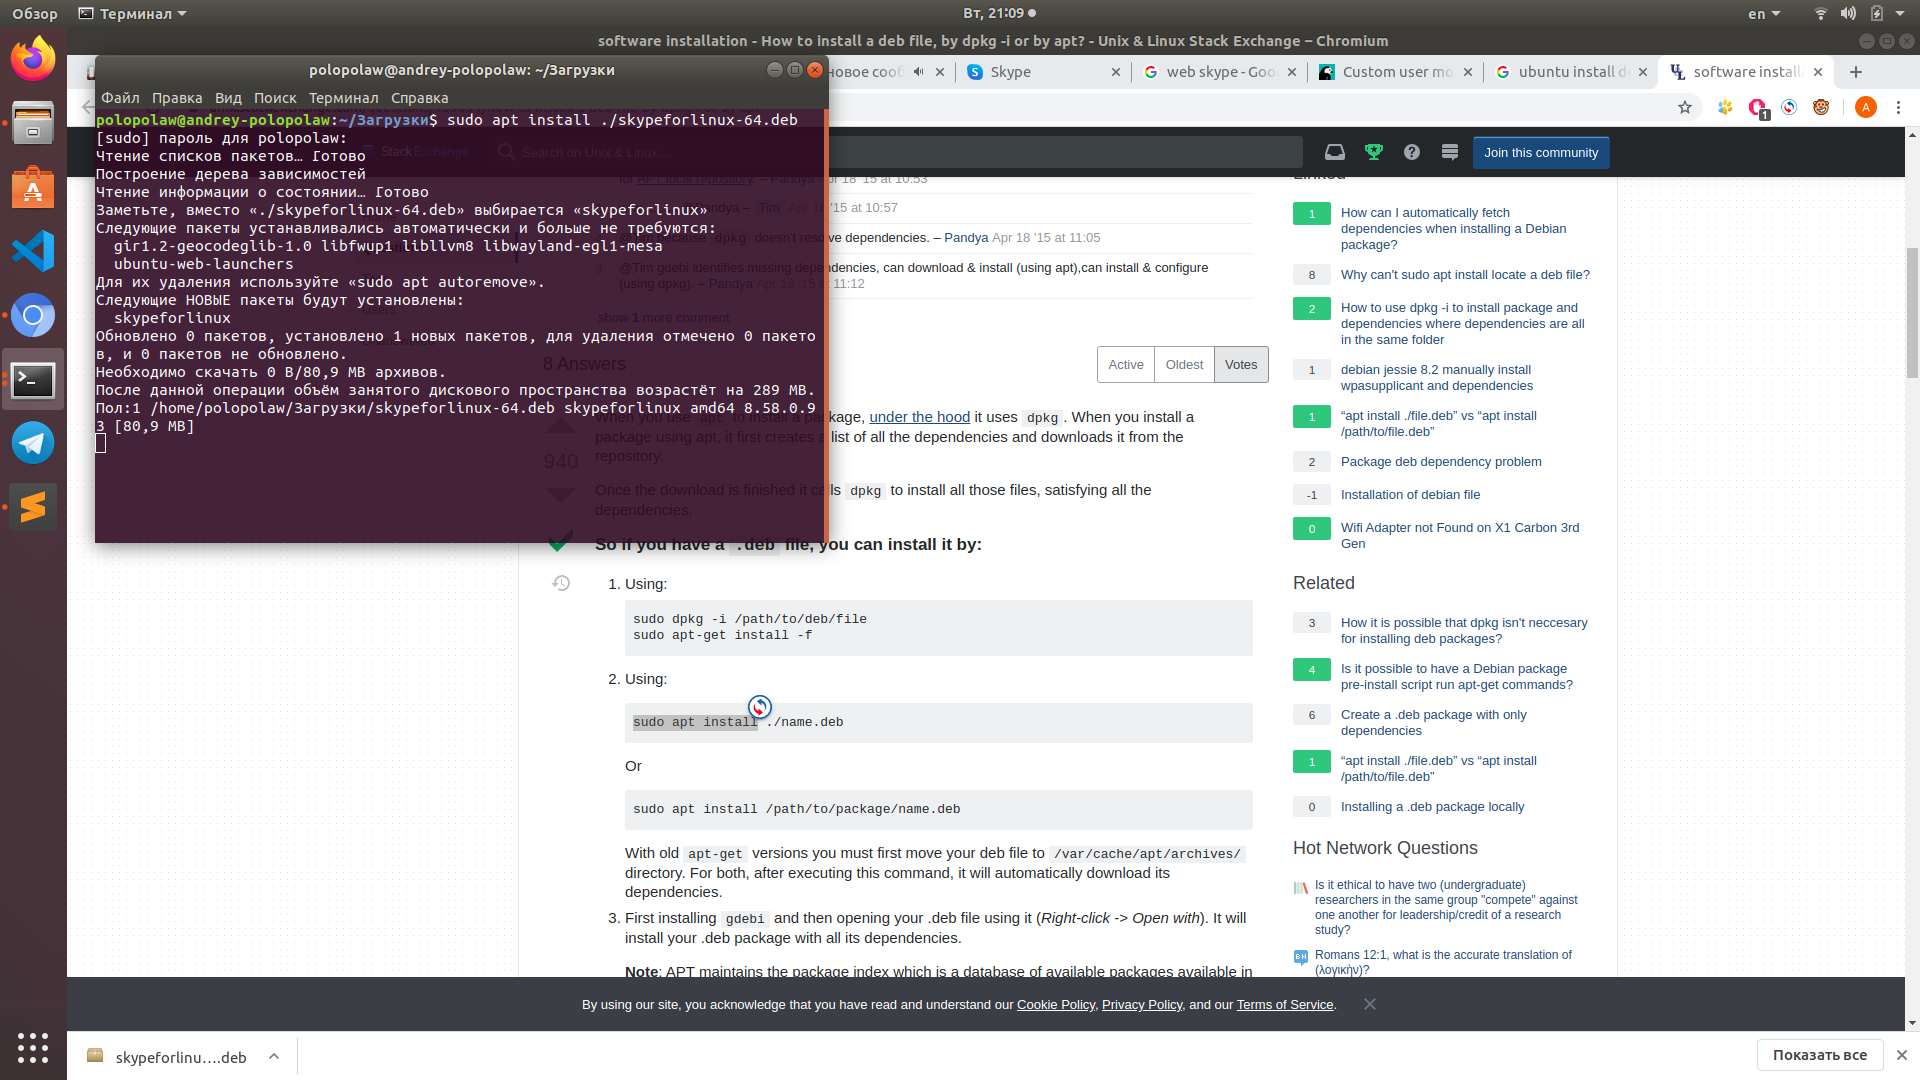 Обзор
Терминал
Вт, 21:09
en
software installation - How to install a deb file, by dpkg -i or by apt? - Unix & Linux Stack Exchange – Chromium
polopolaw@andrey-polopolaw: ~/Загрузки
Skype
web skype - Goo
Custom user mo
ubuntu install d
software install
Файл Правка Вид Поиск Терминал Справка
polopolaw@andrey-polopolaw:~/Загрузки$ sudo apt install ./skypeforlinux-64.deb
[sudo] пароль для polopolaw:
Чтение списков пакетов… Готово
Построение дерева зависимостей
Чтение информации о состоянии… Готово
Заметьте, вместо «./skypeforlinux-64.deb» выбирается «skypeforlinux»
Следующие пакеты устанавливались автоматически и больше не требуются:
gir1.2-geocodeglib-1.0 libfwup1 libllvm8 libwayland-egl1-mesa
ubuntu-web-launchers
Для их удаления используйте «sudo apt autoremove».
Следующие НОВЫЕ пакеты будут установлены:
skypeforlinux
Обновлено 0 пакетов, установлено 1 новых пакетов, для удаления отмечено 0 пакето
в, и 0 пакетов не обновлено.
Необходимо скачать 0 B/80,9 MB архивов.
После данной операции объём занятого дискового пространства возрастёт на 289 MB.
Пол:1 /home/polopolaw/Загрузки/skypeforlinux-64.deb skypeforlinux amd64 8.58.0.9
3 [80,9 MB]
StackExchange
Search on Unix & Linux…
Join this community
for APT local repository. – Pandya Apr 18 '15 at 10:53
Apr 18 '15 at 10:57
because dpkg doesn't resolve dependencies. – Pandya Apr 18 '15 at 11:05
@Tim gdebi identifies missing dependencies, can download & install (using apt),can install & configure
(using dpkg). – Pandya Apr 18 '15 at 11:12
show 1 more comment
8 Answers
Active Oldest Votes
940
When you use apt to install a package, under the hood it uses dpkg. When you install a
package using apt, it first creates a list of all the dependencies and downloads it from the
repository.
Once the download is finished it calls dpkg to install all those files, satisfying all the
dependencies.
So if you have a .deb file, you can install it by:
1. Using:
sudo dpkg -i /path/to/deb/file
sudo apt-get install -f
2. Using:
sudo apt install ./name.deb
Or
sudo apt install /path/to/package/name.deb
With old apt-get versions you must first move your deb file to /var/cache/apt/archives/
directory. For both, after executing this command, it will automatically download its
dependencies.
3. First installing gdebi and then opening your .deb file using it (Right-click -> Open with). It will
install your .deb package with all its dependencies.
Note: APT maintains the package index which is a database of available packages available in
Linked
1 How can I automatically fetch
dependencies when installing a Debian
package?
8 Why can't sudo apt install locate a deb file?
2 How to use dpkg -i to install package and
dependencies where dependencies are all
in the same folder
1 debian jessie 8.2 manually install
wpasupplicant and dependencies
1 “apt install ./file.deb” vs “apt install
/path/to/file.deb”
2 Package deb dependency problem
-1 Installation of debian file
0 Wifi Adapter not Found on X1 Carbon 3rd
Gen
Related
3 How it is possible that dpkg isn't neccesary
for installing deb packages?
4 Is it possible to have a Debian package
pre-install script run apt-get commands?
6 Create a .deb package with only
dependencies
1 “apt install ./file.deb” vs “apt install
/path/to/file.deb”
0 Installing a .deb package locally
Hot Network Questions
Is it ethical to have two (undergraduate)
researchers in the same group "compete" against
one another for leadership/credit of a research
study?
BH Romans 12:1, what is the accurate translation of
(λογικὴν)?
By using our site, you acknowledge that you have read and understand our Cookie Policy, Privacy Policy, and our Terms of Service.
skypeforlinu….deb
Показать все